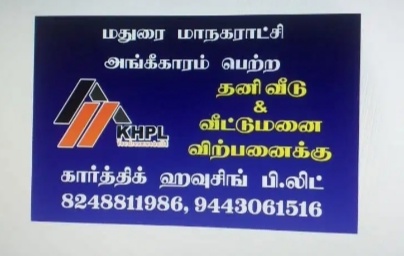 மதுரை மாநகராட்சி
அங்கீகாரம் பெற்ற
தனி வீடு
&
வீட்டுமனை
விற்பனைக்கு
KHPL
கார்த்திக் ஹவுசிங் பி.லிட்
8248811986, 9443061516